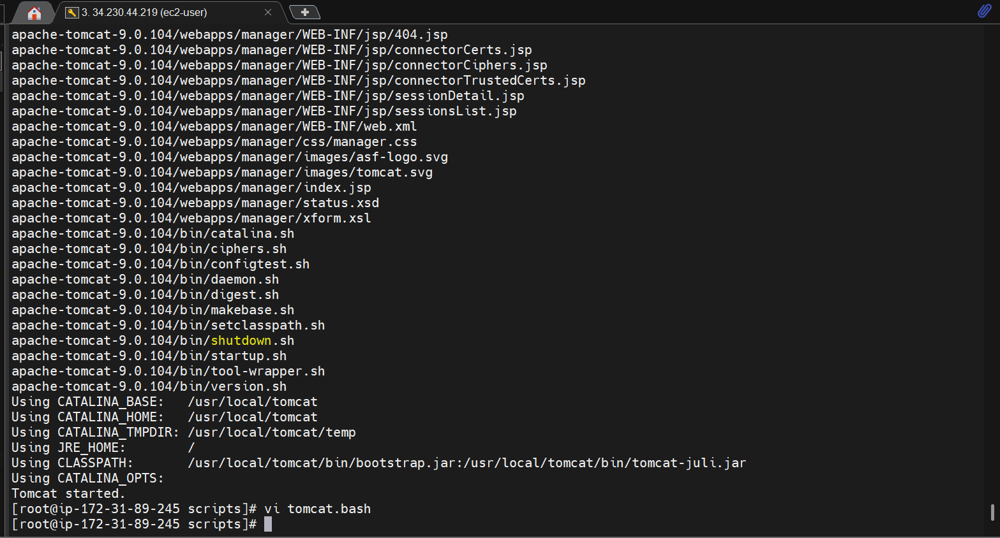 3. 34.230.44.219 (ec2-user)
apache-tomcat-9.0.104/webapps/manager/WEB-INF/jsp/404.jsp
apache-tomcat-9.0.104/webapps/manager/WEB-INF/jsp/connectorCerts.jsp
apache-tomcat-9.0.104/webapps/manager/WEB-INF/jsp/connectorCiphers.jsp
apache-tomcat-9.0.104/webapps/manager/WEB-INF/jsp/connectorTrustedCerts.jsp
apache-tomcat-9.0.104/webapps/manager/WEB-INF/jsp/sessionDetail.jsp
apache-tomcat-9.0.104/webapps/manager/WEB-INF/jsp/sessionsList.jsp
apache-tomcat-9.0.104/webapps/manager/WEB-INF/web.xml
apache-tomcat-9.0.104/webapps/manager/css/manager.css
apache-tomcat-9.0.104/webapps/manager/images/asf-logo.svg
apache-tomcat-9.0.104/webapps/manager/images/tomcat.svg
apache-tomcat-9.0.104/webapps/manager/index.jsp
apache-tomcat-9.0.104/webapps/manager/status.xsd
apache-tomcat-9.0.104/webapps/manager/xform.xsl
apache-tomcat-9.0.104/bin/catalina.sh
apache-tomcat-9.0.104/bin/ciphers.sh
apache-tomcat-9.0.104/bin/configtest.sh
apache-tomcat-9.0.104/bin/daemon.sh
apache-tomcat-9.0.104/bin/digest.sh
apache-tomcat-9.0.104/bin/makebase.sh
apache-tomcat-9.0.104/bin/setclasspath.sh
apache-tomcat-9.0.104/bin/shutdown.sh
apache-tomcat-9.0.104/bin/startup.sh
apache-tomcat-9.0.104/bin/tool-wrapper.sh
apache-tomcat-9.0.104/bin/version.sh
Using CATALINA_BASE:   /usr/local/tomcat
Using CATALINA_HOME:   /usr/local/tomcat
Using CATALINA_TMPDIR: /usr/local/tomcat/temp
Using JRE_HOME:        /
Using CLASSPATH:       /usr/local/tomcat/bin/bootstrap.jar:/usr/local/tomcat/bin/tomcat-juli.jar
Using CATALINA_OPTS:
Tomcat started.
[root@ip-172-31-89-245 scripts]# vi tomcat.bash
[root@ip-172-31-89-245 scripts]#